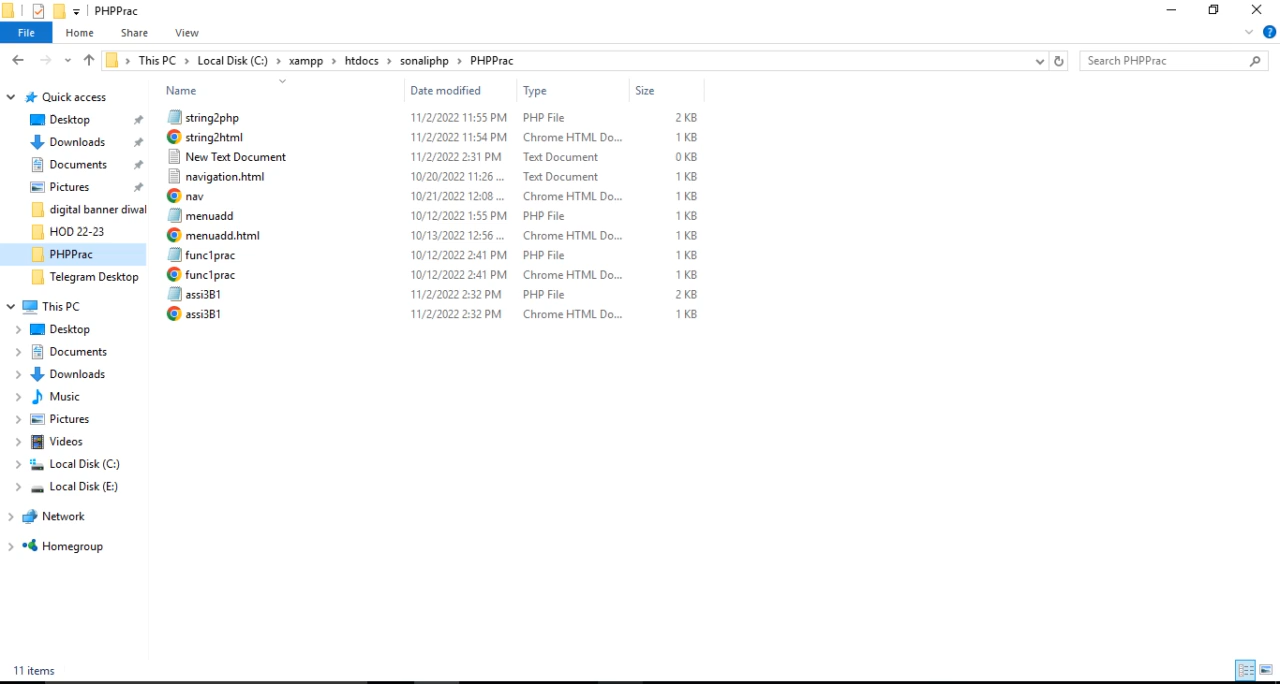 PHPPrac
File Home Share View
This PC Local Disk (C:) xampp htdocs sonaliphp PHPPrac Search PHPPrac
Quick access
Desktop
Downloads
Documents
Pictures
digital banner diwal
HOD 22-23
PHPPrac
Telegram Desktop
This PC
Desktop
Documents
Downloads
Music
Pictures
Videos
Local Disk (C:)
Local Disk (E:)
Network
Homegroup
Name Date modified Type Size
string2php 11/2/2022 11:55 PM PHP File 2 KB
string2html 11/2/2022 11:54 PM Chrome HTML Do... 1 KB
New Text Document 11/2/2022 2:31 PM Text Document 0 KB
navigation.html 10/20/2022 11:26 ... Text Document 1 KB
nav 10/21/2022 12:08 ... Chrome HTML Do... 1 KB
menuadd 10/12/2022 1:55 PM PHP File 1 KB
menuadd.html 10/13/2022 12:56 ... Chrome HTML Do... 1 KB
func1prac 10/12/2022 2:41 PM PHP File 1 KB
func1prac 10/12/2022 2:41 PM Chrome HTML Do... 1 KB
assi3B1 11/2/2022 2:32 PM PHP File 2 KB
assi3B1 11/2/2022 2:32 PM Chrome HTML Do... 1 KB
11 items